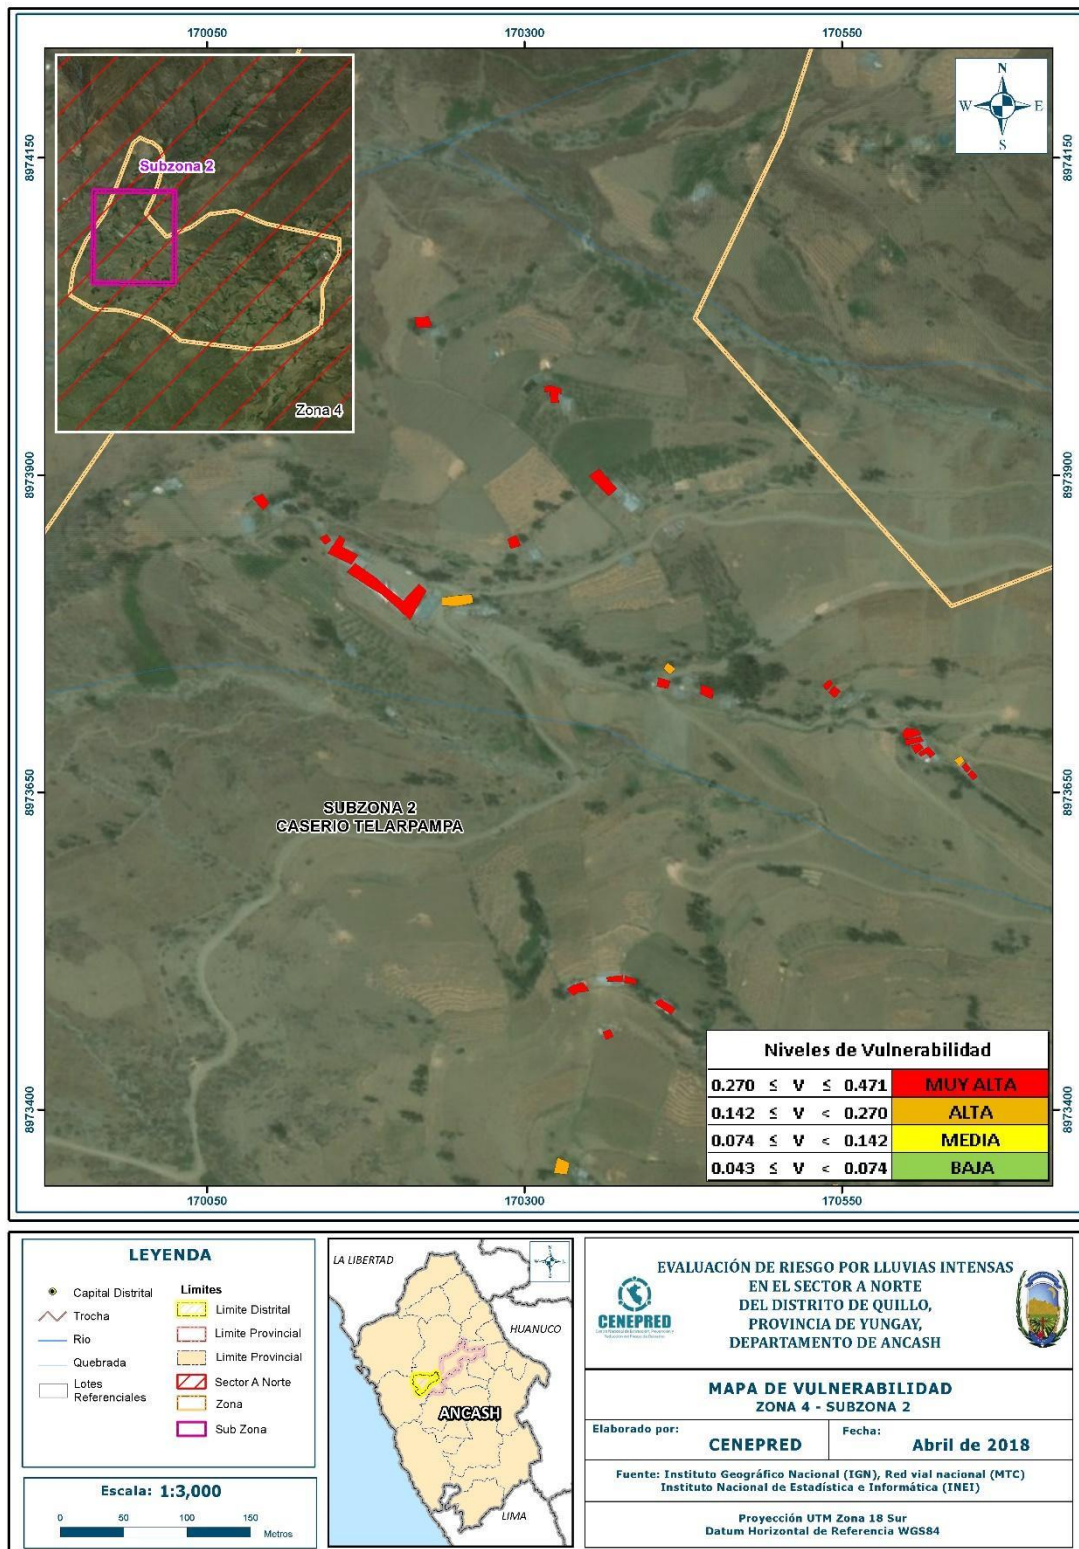 170050
170300
170550
8974150
8973900
8973650
8973400
8974150
8973900
8973650
8973400
170050
170300
170550
Subzona 2
Zona 4
N
W
E
S
SUBZONA 2
CASERIO TELARPAMPA
Niveles de Vulnerabilidad
0.270 ≤ V ≤ 0.471 MUY ALTA
0.142 ≤ V < 0.270 ALTA
0.074 ≤ V < 0.142 MEDIA
0.043 ≤ V < 0.074 BAJA
LEYENDA
Capital Distrital
Trocha
Rio
Quebrada
Lotes
Referenciales
Limites
Limite Distrital
Limite Provincial
Limite Provincial
Sector A Norte
Zona
Sub Zona
Escala: 1:3,000
0 50 100 150
Metros
LA LIBERTAD
HUANUCO
ANCASH
LIMA
CENEPRED
EVALUACIÓN DE RIESGO POR LLUVIAS INTENSAS
EN EL SECTOR A NORTE
DEL DISTRITO DE QUILLO,
PROVINCIA DE YUNGAY,
DEPARTAMENTO DE ANCASH
MAPA DE VULNERABILIDAD
ZONA 4 - SUBZONA 2
Elaborado por:
CENEPRED
Fecha:
Abril de 2018
Fuente: Instituto Geográfico Nacional (IGN), Red vial nacional (MTC)
Instituto Nacional de Estadística e Informática (INEI)
Proyección UTM Zona 18 Sur
Datum Horizontal de Referencia WGS84